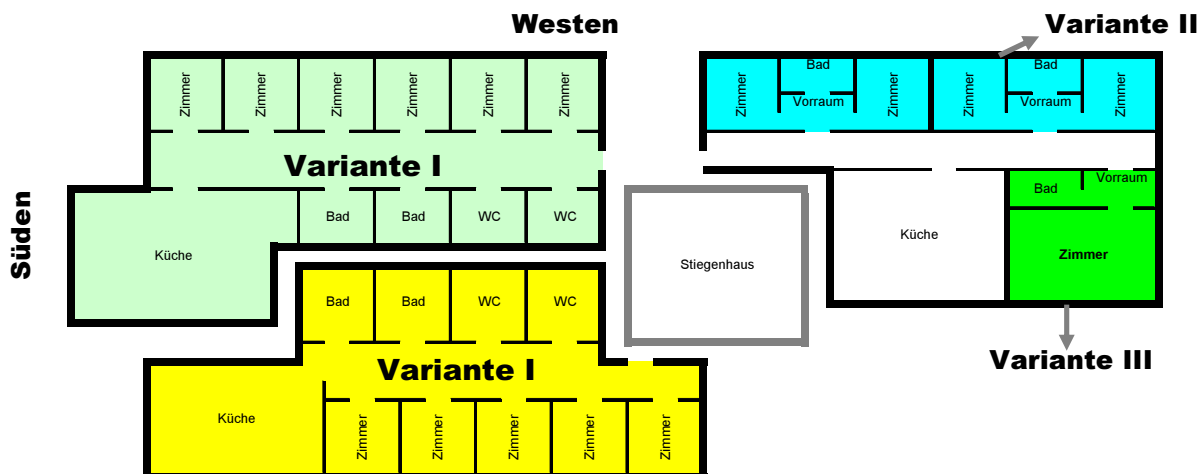 Westen
Variante II
Zimmer
Zimmer
Zimmer
Zimmer
Zimmer
Zimmer
Zimmer
Bad
Vorraum
Zimmer
Zimmer
Bad
Vorraum
Zimmer
Variante I
Süden
Bad
Bad
WC
WC
Küche
Stiegenhaus
Küche
Bad
Vorraum
Zimmer
Variante III
Bad
Bad
WC
WC
Variante I
Küche
Zimmer
Zimmer
Zimmer
Zimmer
Zimmer